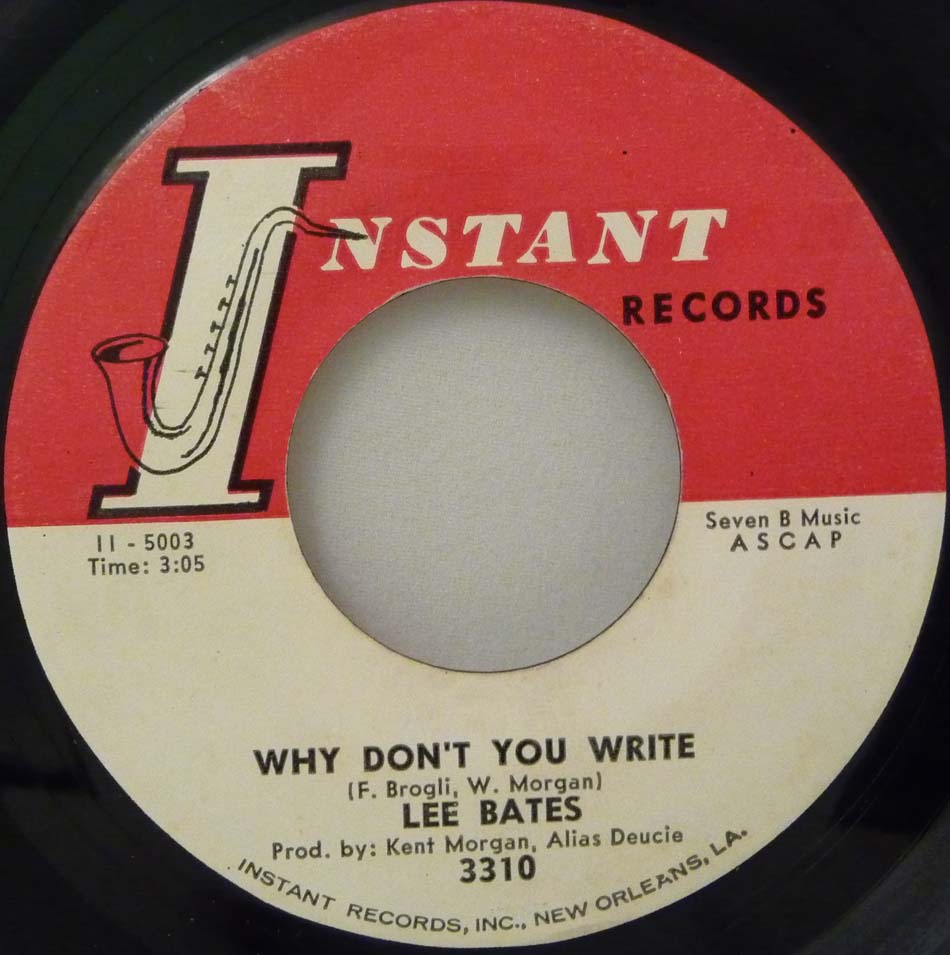 INSTANT
RECORDS
11 - 5003
Time: 3:05
Seven B Music
ASCAP
WHY DON'T YOU WRITE
(F. Brogli, W. Morgan)
LEE BATES
Prod. by: Kent Morgan, Alias Deucie
3310
INSTANT RECORDS, INC., NEW ORLEANS, LA.